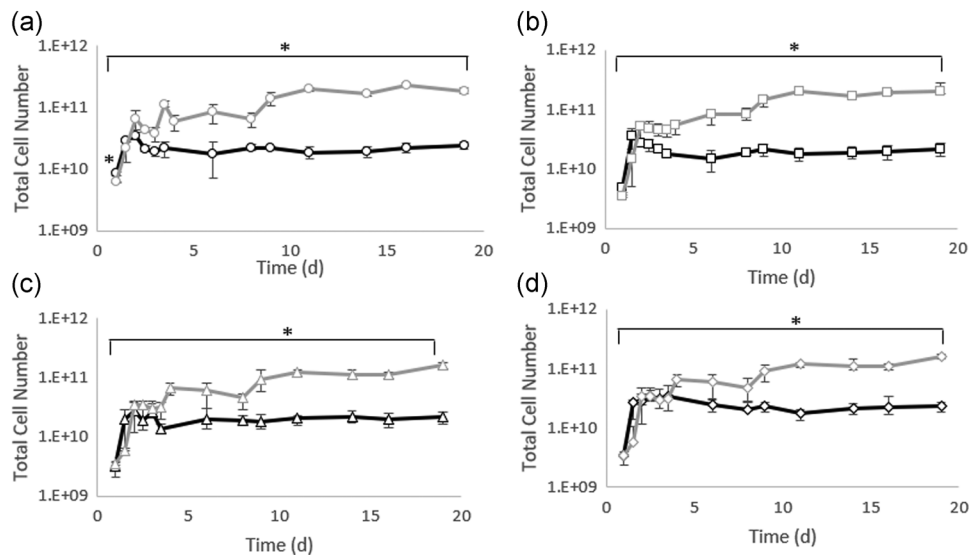 (a)
*
1.E+12
1.E+11
1.E+10
1.E+09
*
Total Cell Number
0 5 10 15 20
Time (d)
(b)
*
1.E+12
1.E+11
1.E+10
1.E+09
Total Cell Number
0 5 10 15 20
Time (d)
(c)
*
1.E+12
1.E+11
1.E+10
1.E+09
Total Cell Number
0 5 10 15 20
Time (d)
(d)
*
1.E+12
1.E+11
1.E+10
1.E+09
Total Cell Number
0 5 10 15 20
Time (d)